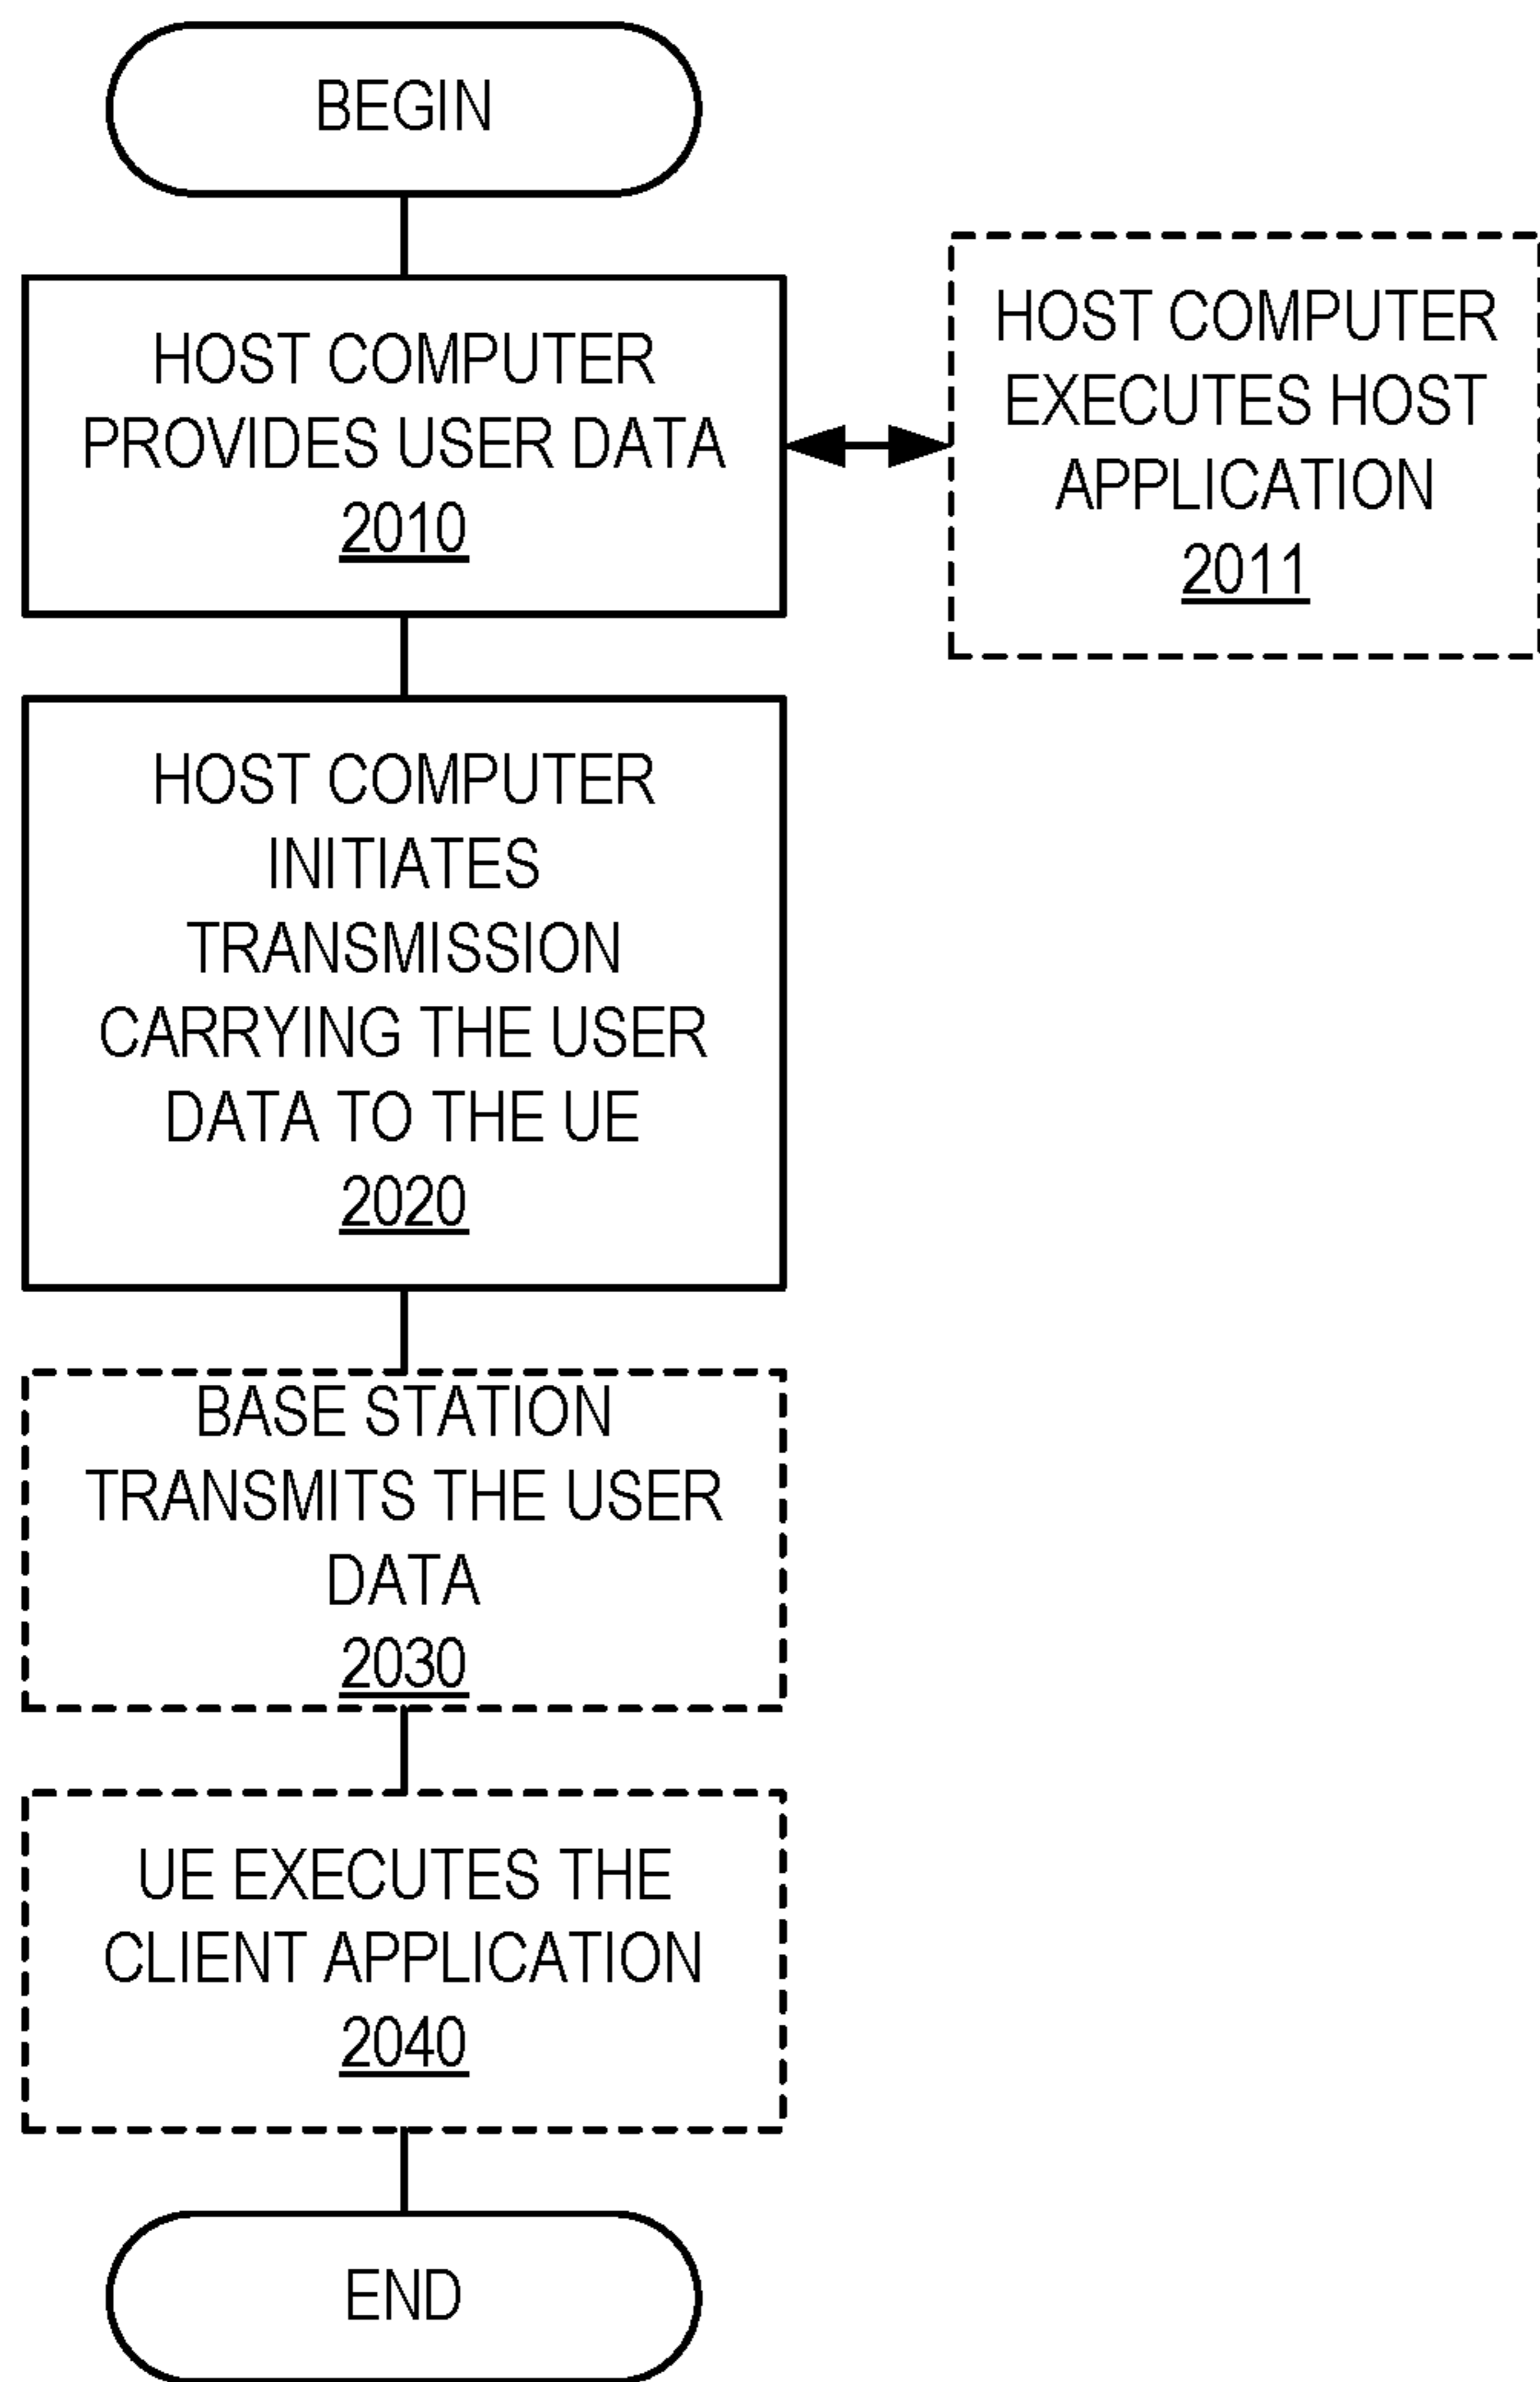 BEGIN
HOST COMPUTER
PROVIDES USER DATA
2010
HOST COMPUTER
EXECUTES HOST
APPLICATION
2011
HOST COMPUTER
INITIATES
TRANSMISSION
CARRYING THE USER
DATA TO THE UE
2020
BASE STATION
TRANSMITS THE USER
DATA
2030
UE EXECUTES THE
CLIENT APPLICATION
2040
END